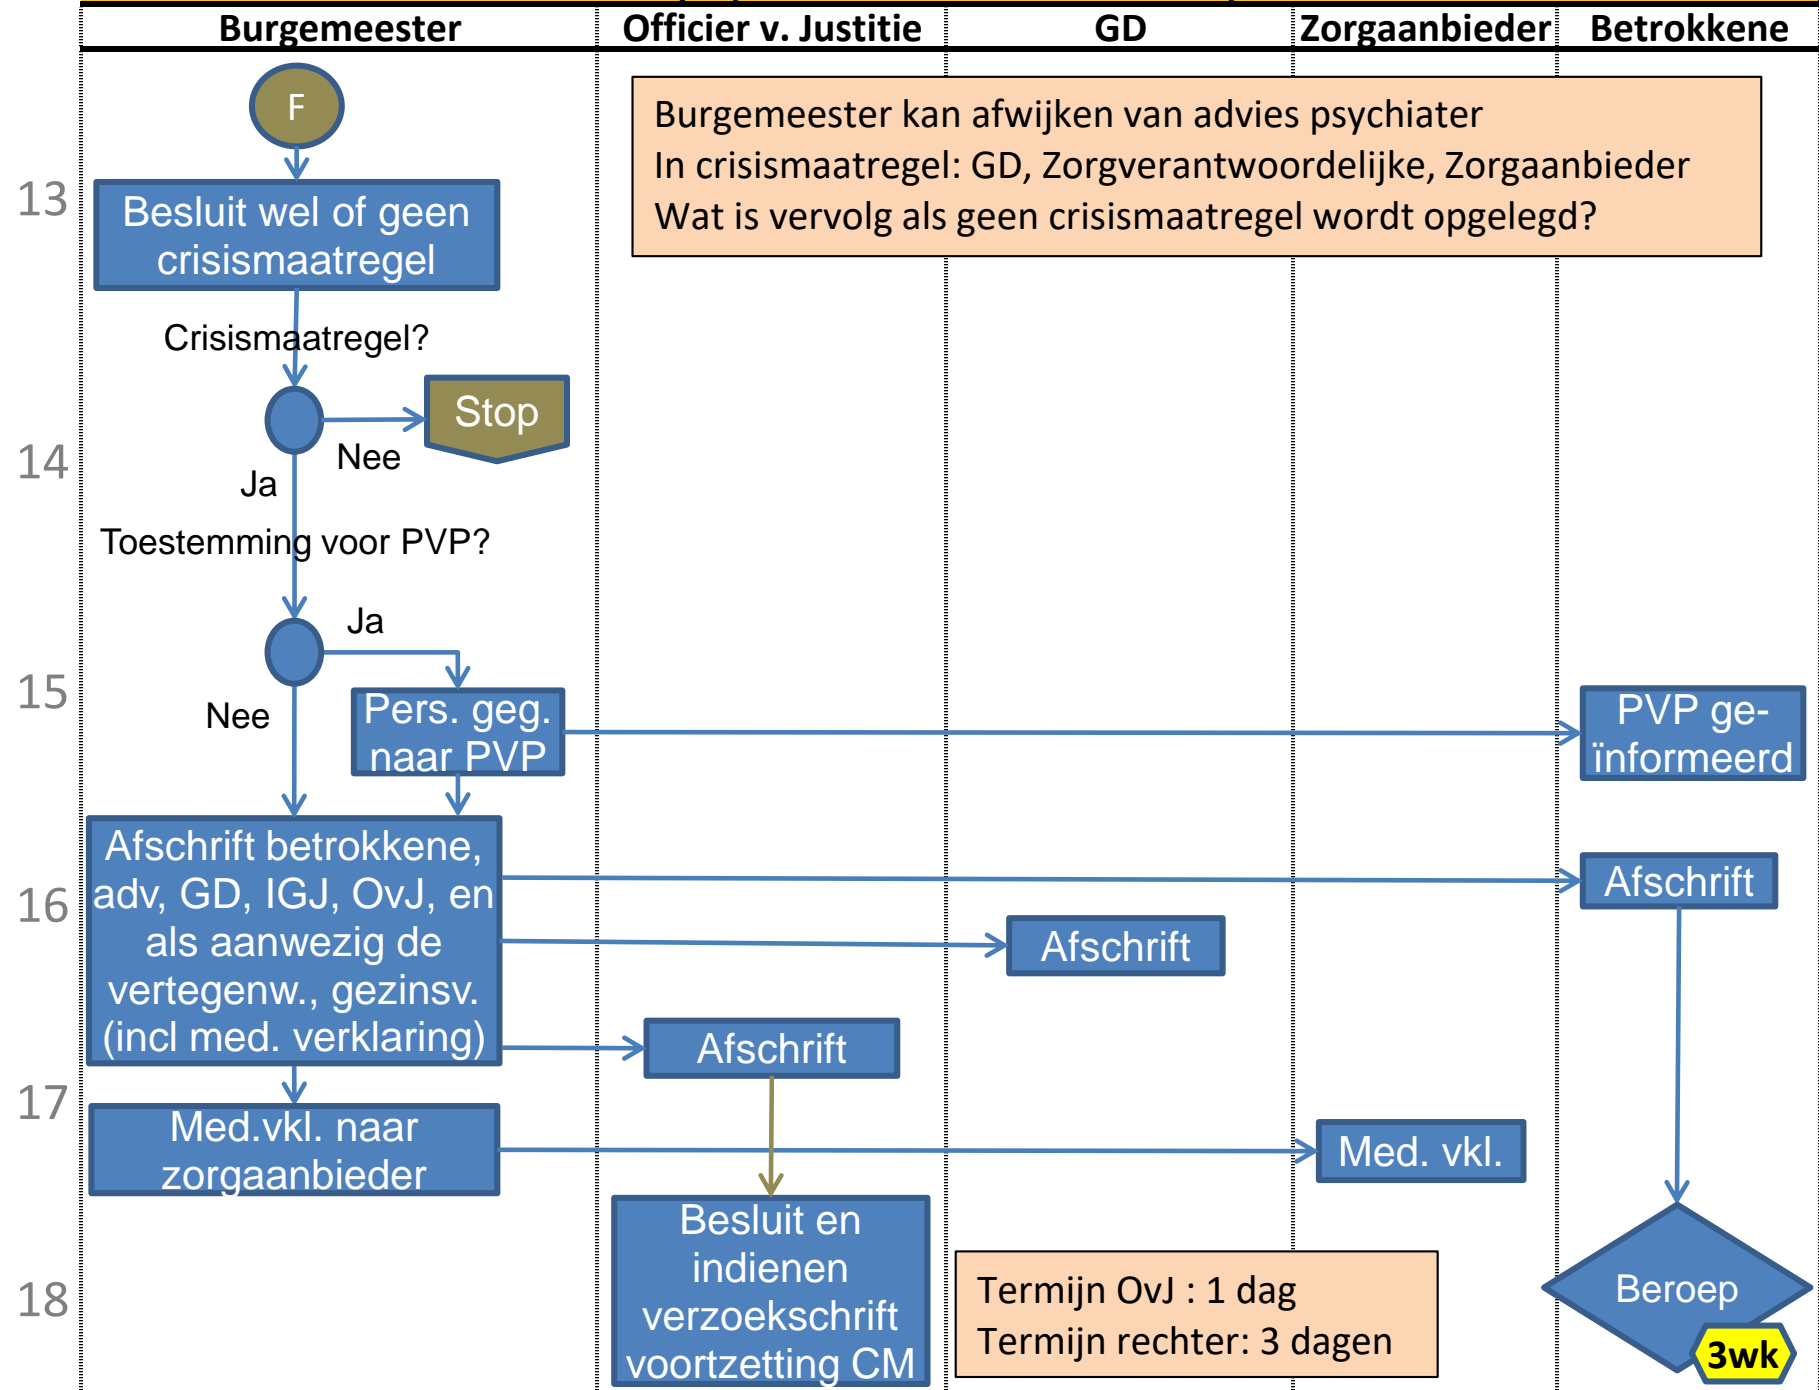 Burgemeester
Officier v. Justitie
GD
Zorgaanbieder
Betrokkene
F
Burgemeester kan afwijken van advies psychiater
In crisismaatregel: GD, Zorgverantwoordelijke, Zorgaanbieder
Wat is vervolg als geen crisismaatregel wordt opgelegd?
13
Besluit wel of geen
crisismaatregel
Crisismaatregel?
Stop
Nee
14
Ja
Toestemming voor PVP?
Ja
15
Nee
Pers. geg.
naar PVP
PVP ge-
ïnformeerd
Afschrift betrokkene,
adv, GD, IGJ, OvJ, en
als aanwezig de
vertegenw., gezinsv.
(incl med. verklaring)
16
Afschrift
Afschrift
Afschrift
17
Med.vkl. naar
zorgaanbieder
Med. vkl.
Besluit en
indienen
verzoekschrift
voortzetting CM
18
Termijn OvJ : 1 dag
Termijn rechter: 3 dagen
Beroep
3wk